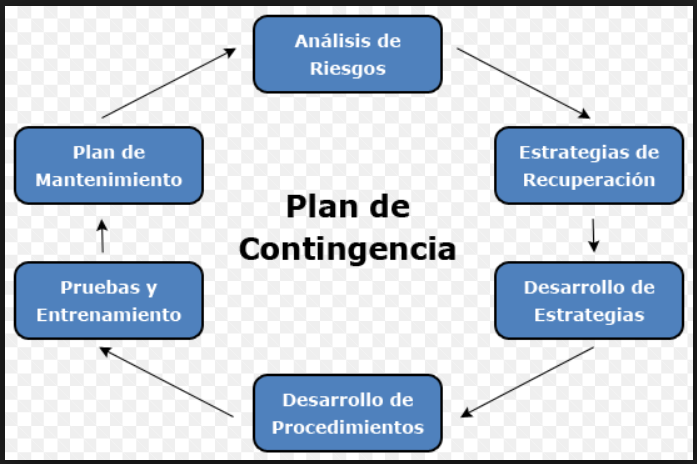 Análisis de
Riesgos
Estrategias de
Recuperación
Desarrollo de
Estrategias
Desarrollo de
Procedimientos
Pruebas y
Entrenamiento
Plan de
Mantenimiento
Plan de
Contingencia